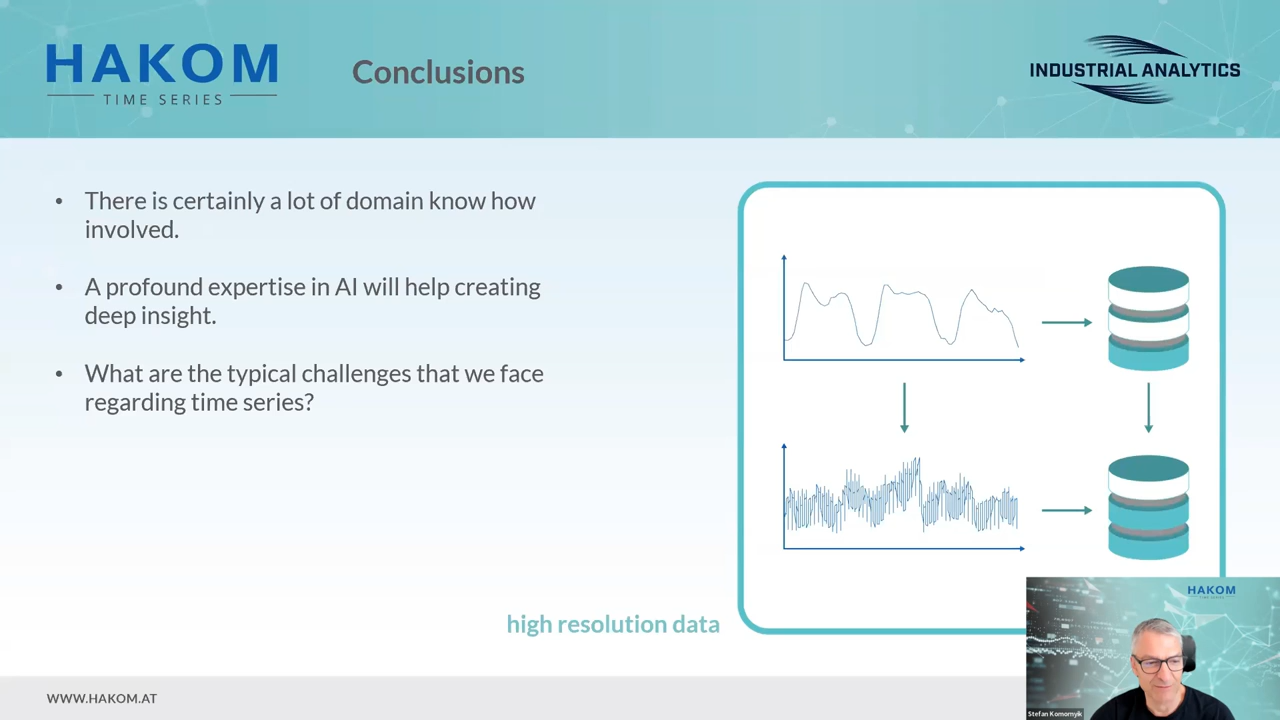 HAKOM
TIME SERIES
Conclusions
INDUSTRIAL ANALYTICS
• There is certainly a lot of domain know how
involved.
• A profound expertise in AI will help creating
deep insight.
• What are the typical challenges that we face
regarding time series?
high resolution data
HAKOM
Stefan Komornyik
WWW.HAKOM.AT